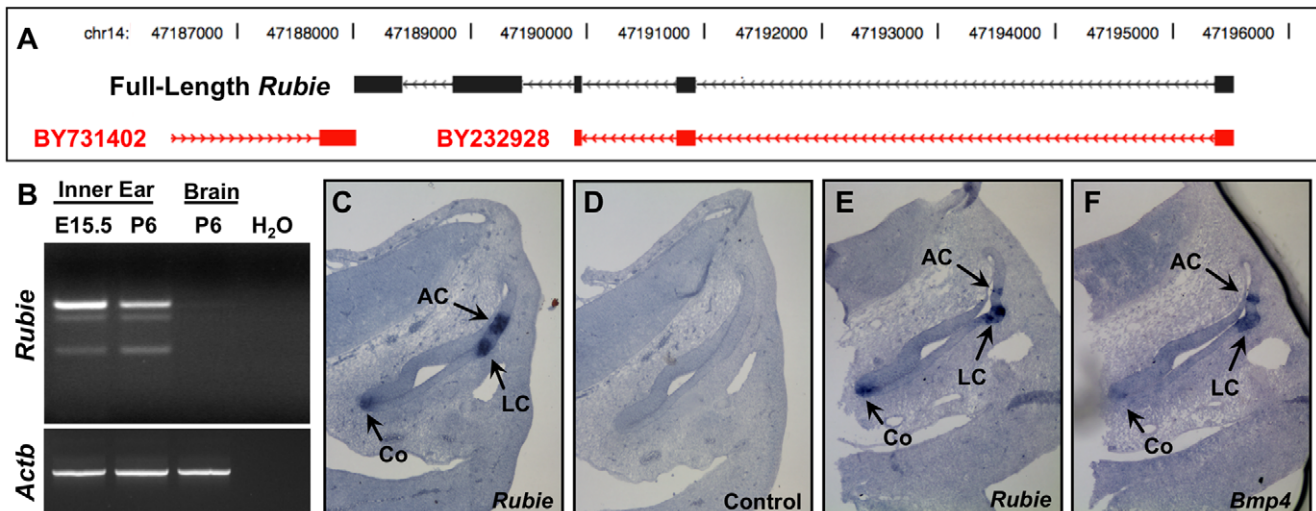 A
chr14: 47187000 47188000 47189000 47190000 47191000 47192000 47193000 47194000 47195000 47196000
Full-Length Rubie
BY731402 BY232928
B
Inner Ear Brain
E15.5 P6 P6 H₂O
Rubie
Actb
C
AC
LC
Co
Rubie
D
Control
E
AC
LC
Co
Rubie
F
AC
LC
Co
Bmp4